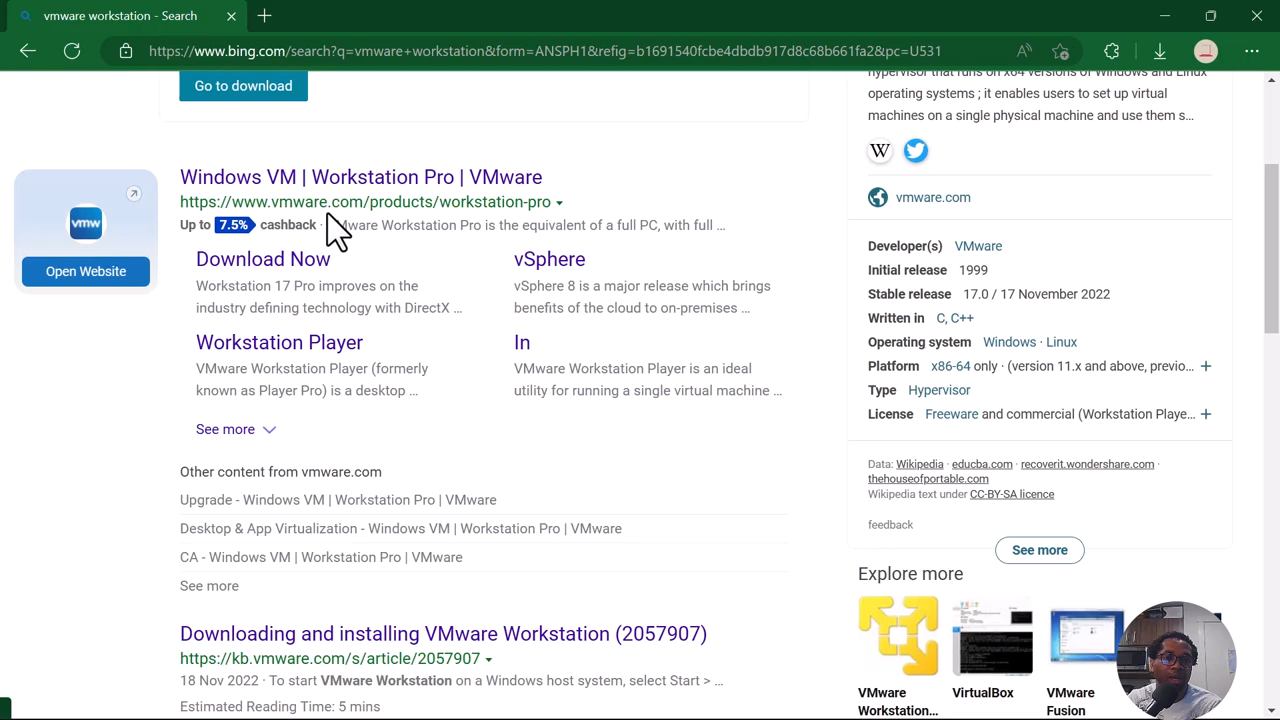 vmware workstation - Search
https://www.bing.com/search?q=vmware+workstation&form=ANSPH1&refig=b1691540fcbe4dbdb917d8c68b661fa2&pc=U531
Go to download
vmw
Open Website
Windows VM | Workstation Pro | VMware
https://www.vmware.com/products/workstation-pro
Up to 7.5% cashback · ware Workstation Pro is the equivalent of a full PC, with full ...
Download Now
Workstation 17 Pro improves on the
industry defining technology with DirectX ...
vSphere
vSphere 8 is a major release which brings
benefits of the cloud to on-premises ...
Workstation Player
VMware Workstation Player (formerly
known as Player Pro) is a desktop ...
In
VMware Workstation Player is an ideal
utility for running a single virtual machine ...
See more
Other content from vmware.com
Upgrade - Windows VM | Workstation Pro | VMware
Desktop & App Virtualization - Windows VM | Workstation Pro | VMware
CA - Windows VM | Workstation Pro | VMware
See more
Downloading and installing VMware Workstation (2057907)
https://kb.vmware.com/s/article/2057907
18 Nov 2022 To start VMware Workstation on a Windows host system, select Start > ...
Estimated Reading Time: 5 mins
hypervisor that runs on x64 versions of Windows and Linux
operating systems ; it enables users to set up virtual
machines on a single physical machine and use them s...
W
vmware.com
Developer(s) VMware
Initial release 1999
Stable release 17.0 / 17 November 2022
Written in C, C++
Operating system Windows · Linux
Platform x86-64 only · (version 11.x and above, previo... +
Type Hypervisor
License Freeware and commercial (Workstation Playe... +
Data: Wikipedia · educba.com · recoverit.wondershare.com ·
thehouseofportable.com
Wikipedia text under CC-BY-SA licence
feedback
See more
Explore more
VMware
Workstation...
VirtualBox
VMware
Fusion